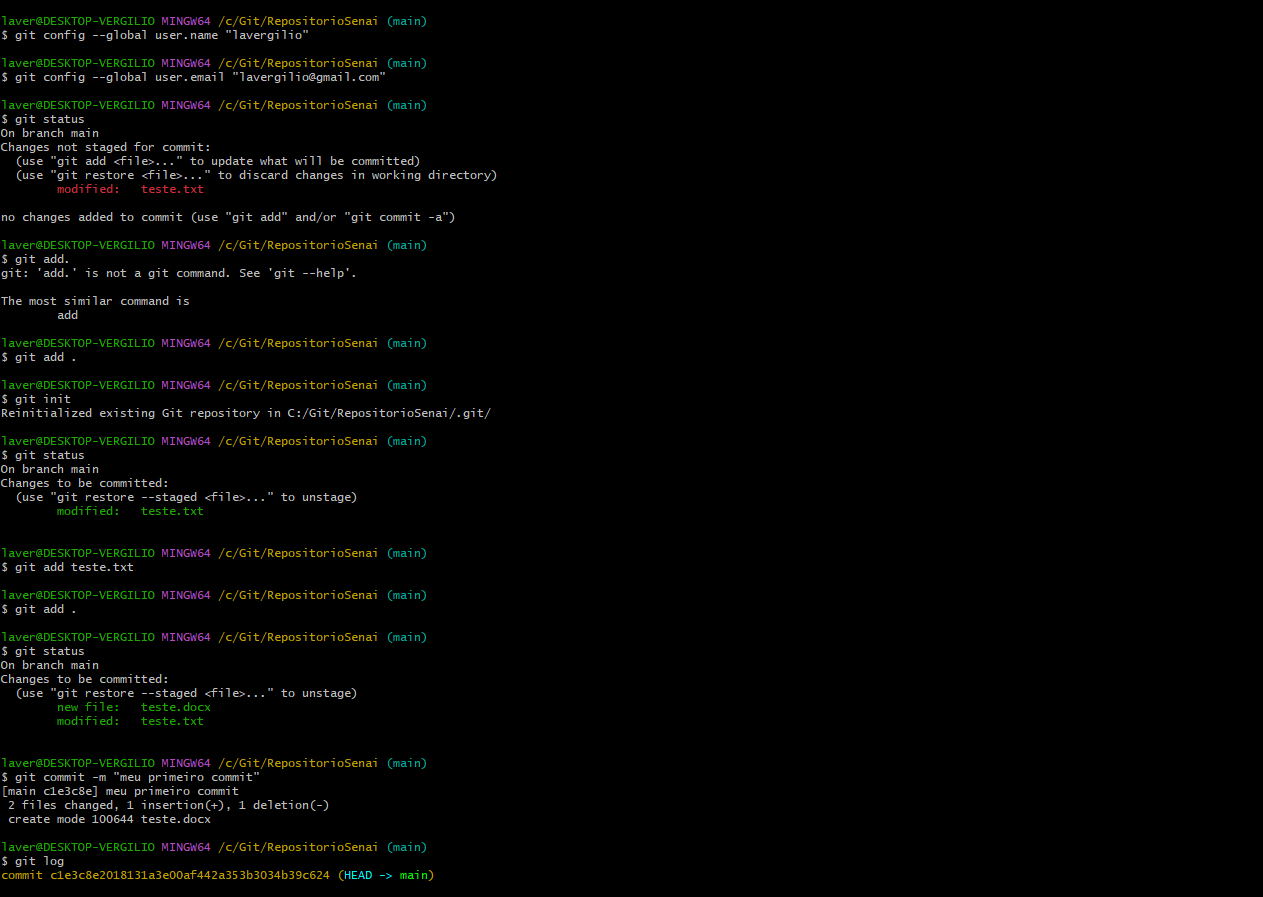 laver@DESKTOP-VERGILIO MINGW64 /c/Git/RepositorioSenai (main)
$ git config --global user.name "lavergilio"
laver@DESKTOP-VERGILIO MINGW64 /c/Git/RepositorioSenai (main)
$ git config --global user.email "lavergilio@gmail.com"
laver@DESKTOP-VERGILIO MINGW64 /c/Git/RepositorioSenai (main)
$ git status
On branch main
Changes not staged for commit:
  (use "git add <file>..." to update what will be committed)
  (use "git restore <file>..." to discard changes in working directory)
        modified:   teste.txt
no changes added to commit (use "git add" and/or "git commit -a")
laver@DESKTOP-VERGILIO MINGW64 /c/Git/RepositorioSenai (main)
$ git add.
git: 'add.' is not a git command. See 'git --help'.
The most similar command is
        add
laver@DESKTOP-VERGILIO MINGW64 /c/Git/RepositorioSenai (main)
$ git add .
laver@DESKTOP-VERGILIO MINGW64 /c/Git/RepositorioSenai (main)
$ git init
Reinitialized existing Git repository in C:/Git/RepositorioSenai/.git/
laver@DESKTOP-VERGILIO MINGW64 /c/Git/RepositorioSenai (main)
$ git status
On branch main
Changes to be committed:
  (use "git restore --staged <file>..." to unstage)
        modified:   teste.txt
laver@DESKTOP-VERGILIO MINGW64 /c/Git/RepositorioSenai (main)
$ git add teste.txt
laver@DESKTOP-VERGILIO MINGW64 /c/Git/RepositorioSenai (main)
$ git add .
laver@DESKTOP-VERGILIO MINGW64 /c/Git/RepositorioSenai (main)
$ git status
On branch main
Changes to be committed:
  (use "git restore --staged <file>..." to unstage)
        new file:   teste.docx
        modified:   teste.txt
laver@DESKTOP-VERGILIO MINGW64 /c/Git/RepositorioSenai (main)
$ git commit -m "meu primeiro commit"
[main c1e3c8e] meu primeiro commit
 2 files changed, 1 insertion(+), 1 deletion(-)
 create mode 100644 teste.docx
laver@DESKTOP-VERGILIO MINGW64 /c/Git/RepositorioSenai (main)
$ git log
commit c1e3c8e2018131a3e00af442a353b3034b39c624 (HEAD -> main)